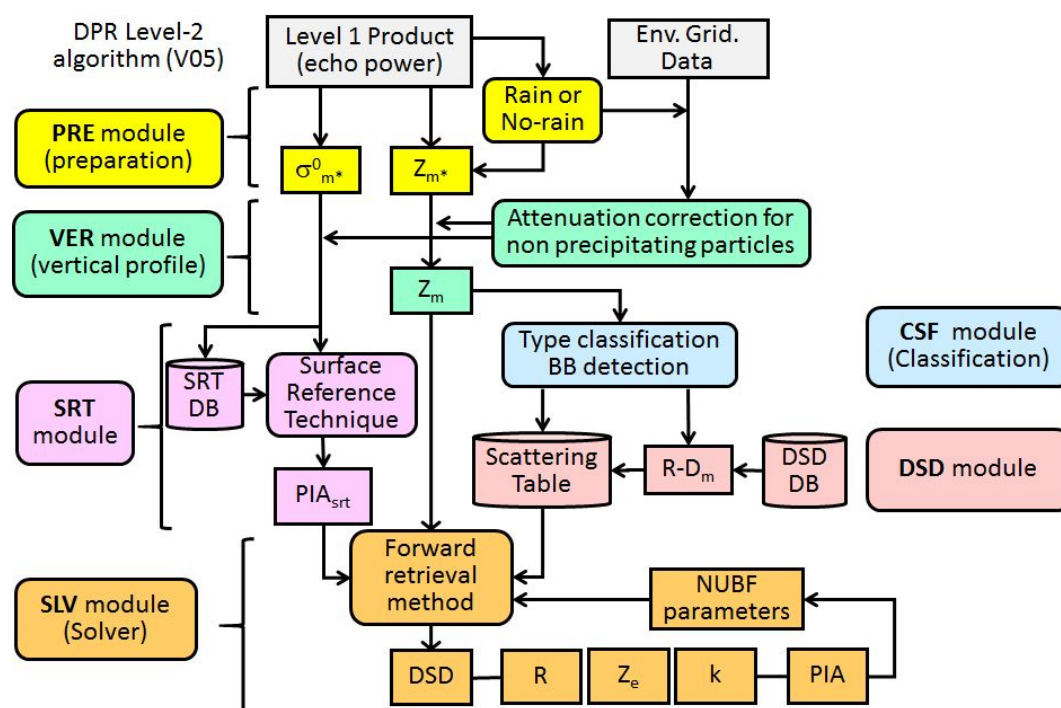 DPR Level-2
algorithm (V05)
Level 1 Product
(echo power)
Env. Grid.
Data
Rain or
No-rain
PRE module
(preparation)
σ⁰ₘ*
Zₘ*
Attenuation correction for
non precipitating particles
VER module
(vertical profile)
Zₘ
Type classification
BB detection
CSF module
(Classification)
SRT
DB
Surface
Reference
Technique
SRT
module
Scattering
Table
R-Dₘ
DSD
DB
DSD module
PIAsrt
Forward
retrieval
method
NUBF
parameters
SLV module
(Solver)
DSD
R
Zₑ
k
PIA